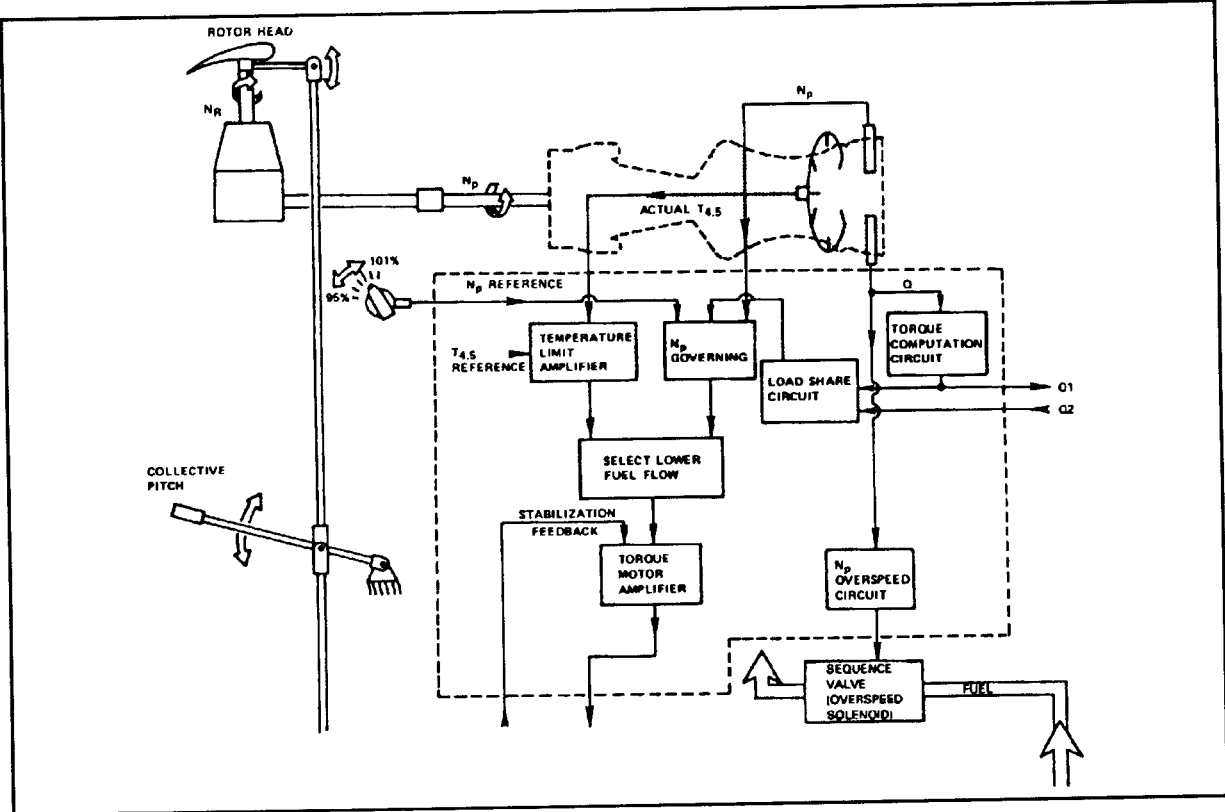 ROTOR HEAD
NR
Np
Np
ACTUAL T4.5
101%
95%
Np REFERENCE
Q
TORQUE
COMPUTATION
CIRCUIT
TEMPERATURE
LIMIT
AMPLIFIER
Np
GOVERNING
T4.5
REFERENCE
LOAD SHARE
CIRCUIT
Q1
Q2
SELECT LOWER
FUEL FLOW
COLLECTIVE
PITCH
STABILIZATION
FEEDBACK
TORQUE
MOTOR
AMPLIFIER
Np
OVERSPEED
CIRCUIT
SEQUENCE
VALVE
(OVERSPEED
SOLENOID)
FUEL